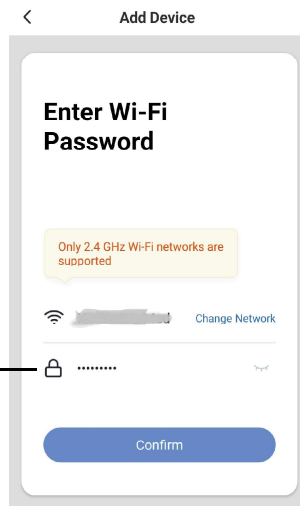 Add Device
Enter Wi-Fi
Password
Only 2.4 GHz Wi-Fi networks are
supported
Change Network
•••••••••
Confirm